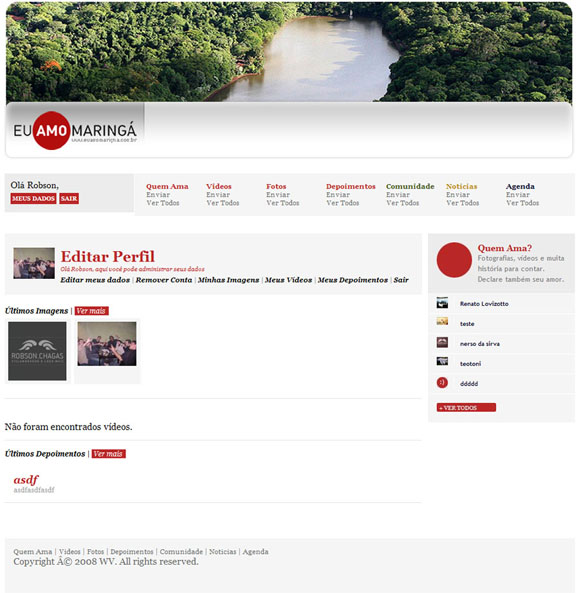 EU AMO MARINGÁ
www.euamomaringa.com.br
Olá Robson,
MEUS DADOS SAIR
Quem Ama Vídeos Fotos Depoimentos Comunidade Notícias Agenda
Enviar Enviar Enviar Enviar Enviar Enviar Enviar
Ver Todos Ver Todos Ver Todos Ver Todos Ver Todos Ver Todos Ver Todos
Editar Perfil
Olá Robson, aqui você pode administrar seus dados
Editar meus dados | Remover Conta | Minhas Imagens | Meus Vídeos | Meus Depoimentos | Sair
Últimos Imagens | Ver mais
ROBSON.CHAGAS
Não foram encontrados vídeos.
Últimos Depoimentos | Ver mais
asdf
asdfasdfasdf
Quem Ama?
Fotografias, vídeos e muita
história para contar.
Declare também seu amor.
Renato Lovizotto
teste
nerso da sirva
teotoni
:)
ddddd
+ VER TODOS
Quem Ama | Vídeos | Fotos | Depoimentos | Comunidade | Notícias | Agenda
Copyright Â© 2008 WV. All rights reserved.